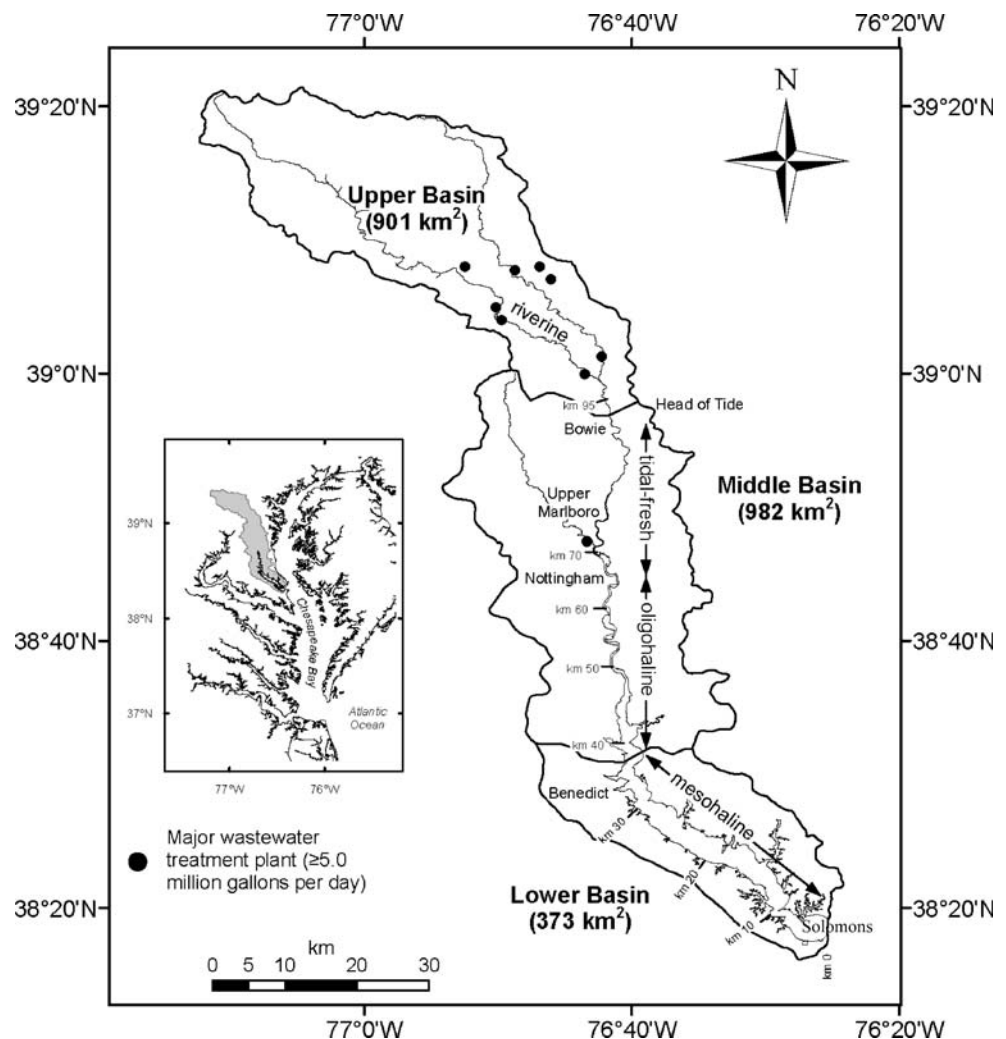 77°0'W
76°40'W
76°20'W
39°20'N
39°20'N
N
Upper Basin
(901 km²)
riverine
39°0'N
39°0'N
km 95
Head of Tide
Bowie
tidal-fresh
Middle Basin
(982 km²)
Upper
Marlboro
km 70
Nottingham
oligohaline
km 60
38°40'N
38°40'N
km 50
km 40
39°N
38°N
37°N
Chesapeake Bay
Atlantic
Ocean
77°W
76°W
Benedict
mesohaline
km 30
km 20
km 10
km 0
Solomons
Lower Basin
(373 km²)
Major wastewater
treatment plant (≥5.0
million gallons per day)
38°20'N
38°20'N
km
0
5
10
20
30
77°0'W
76°40'W
76°20'W